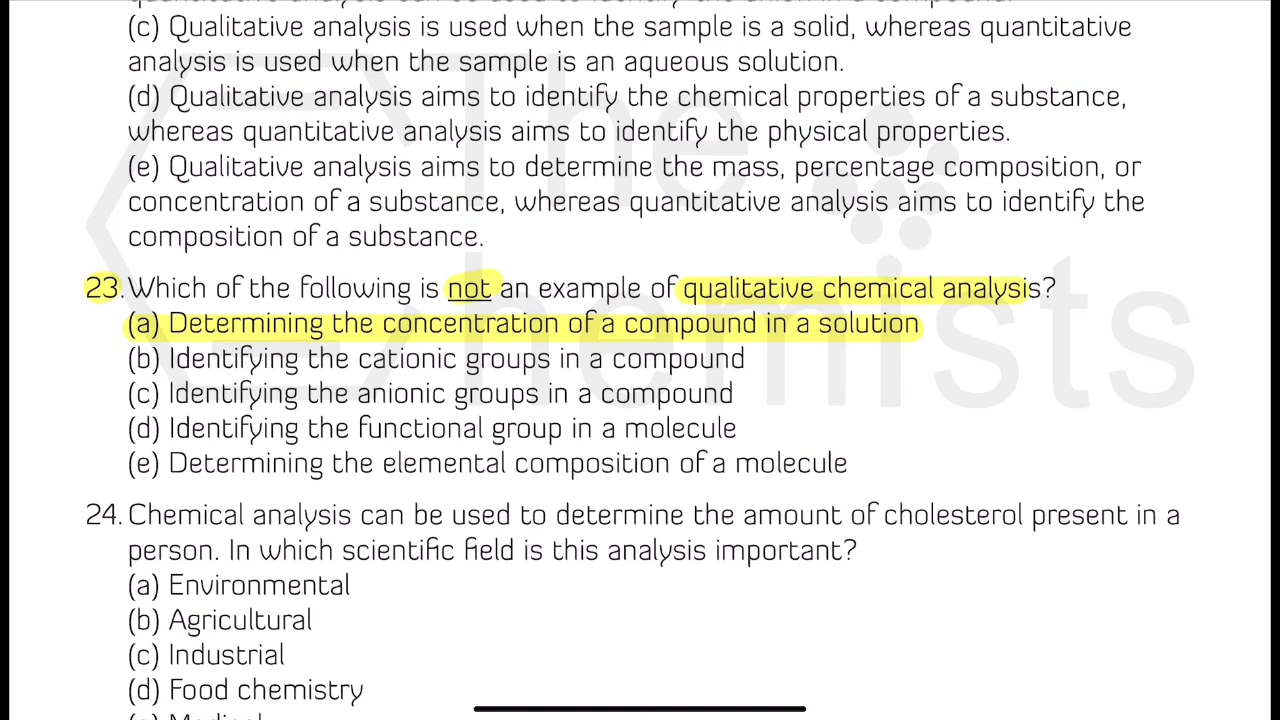 (c) Qualitative analysis is used when the sample is a solid, whereas quantitative
analysis is used when the sample is an aqueous solution.
(d) Qualitative analysis aims to identify the chemical properties of a substance,
whereas quantitative analysis aims to identify the physical properties.
(e) Qualitative analysis aims to determine the mass, percentage composition, or
concentration of a substance, whereas quantitative analysis aims to identify the
composition of a substance.
23. Which of the following is not an example of qualitative chemical analysis?
(a) Determining the concentration of a compound in a solution
(b) Identifying the cationic groups in a compound
(c) Identifying the anionic groups in a compound
(d) Identifying the functional group in a molecule
(e) Determining the elemental composition of a molecule
24. Chemical analysis can be used to determine the amount of cholesterol present in a
person. In which scientific field is this analysis important?
(a) Environmental
(b) Agricultural
(c) Industrial
(d) Food chemistry
The
Chemists